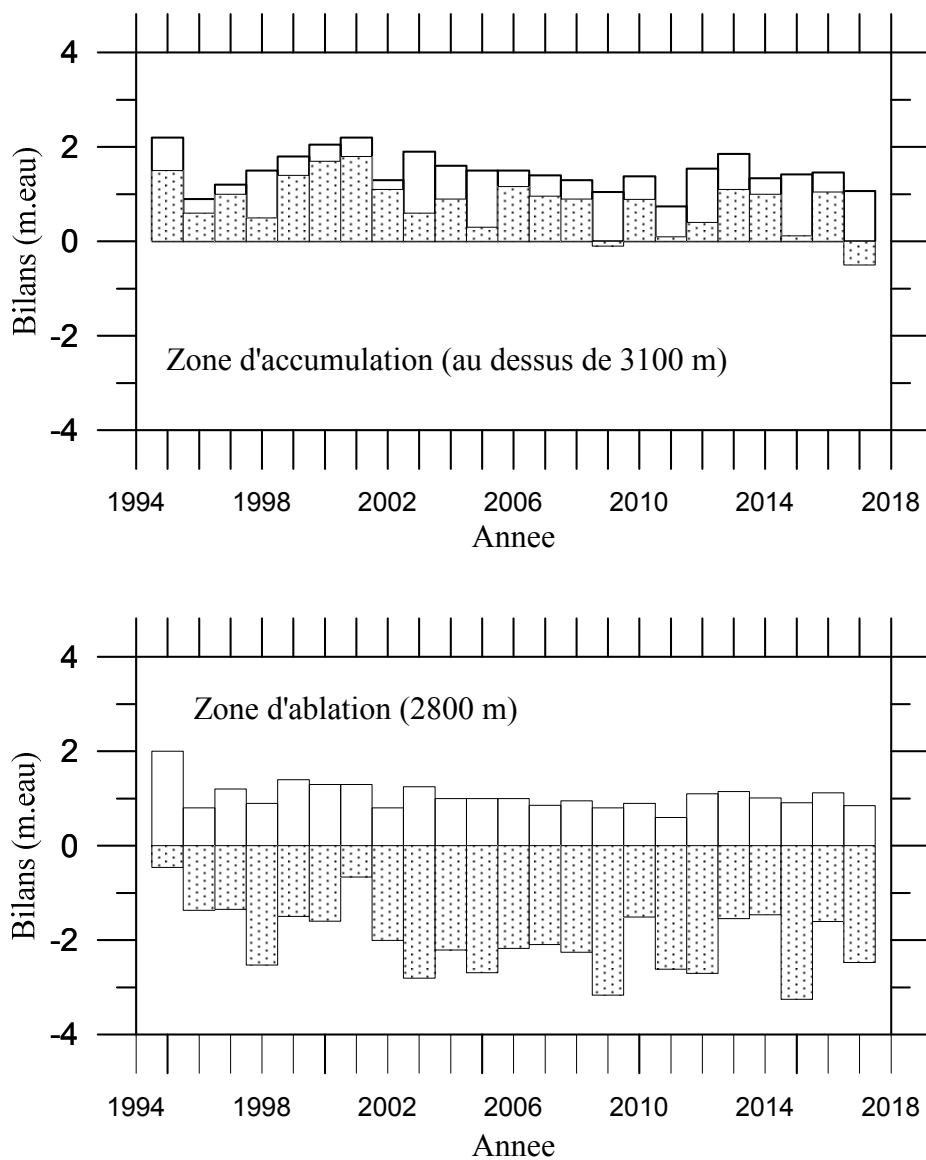 4
2
0
-2
-4
Bilans (m.eau)
Zone d'accumulation (au dessus de 3100 m)
1994 1998 2002 2006 2010 2014 2018
Annee
4
2
0
-2
-4
Bilans (m.eau)
Zone d'ablation (2800 m)
1994 1998 2002 2006 2010 2014 2018
Annee